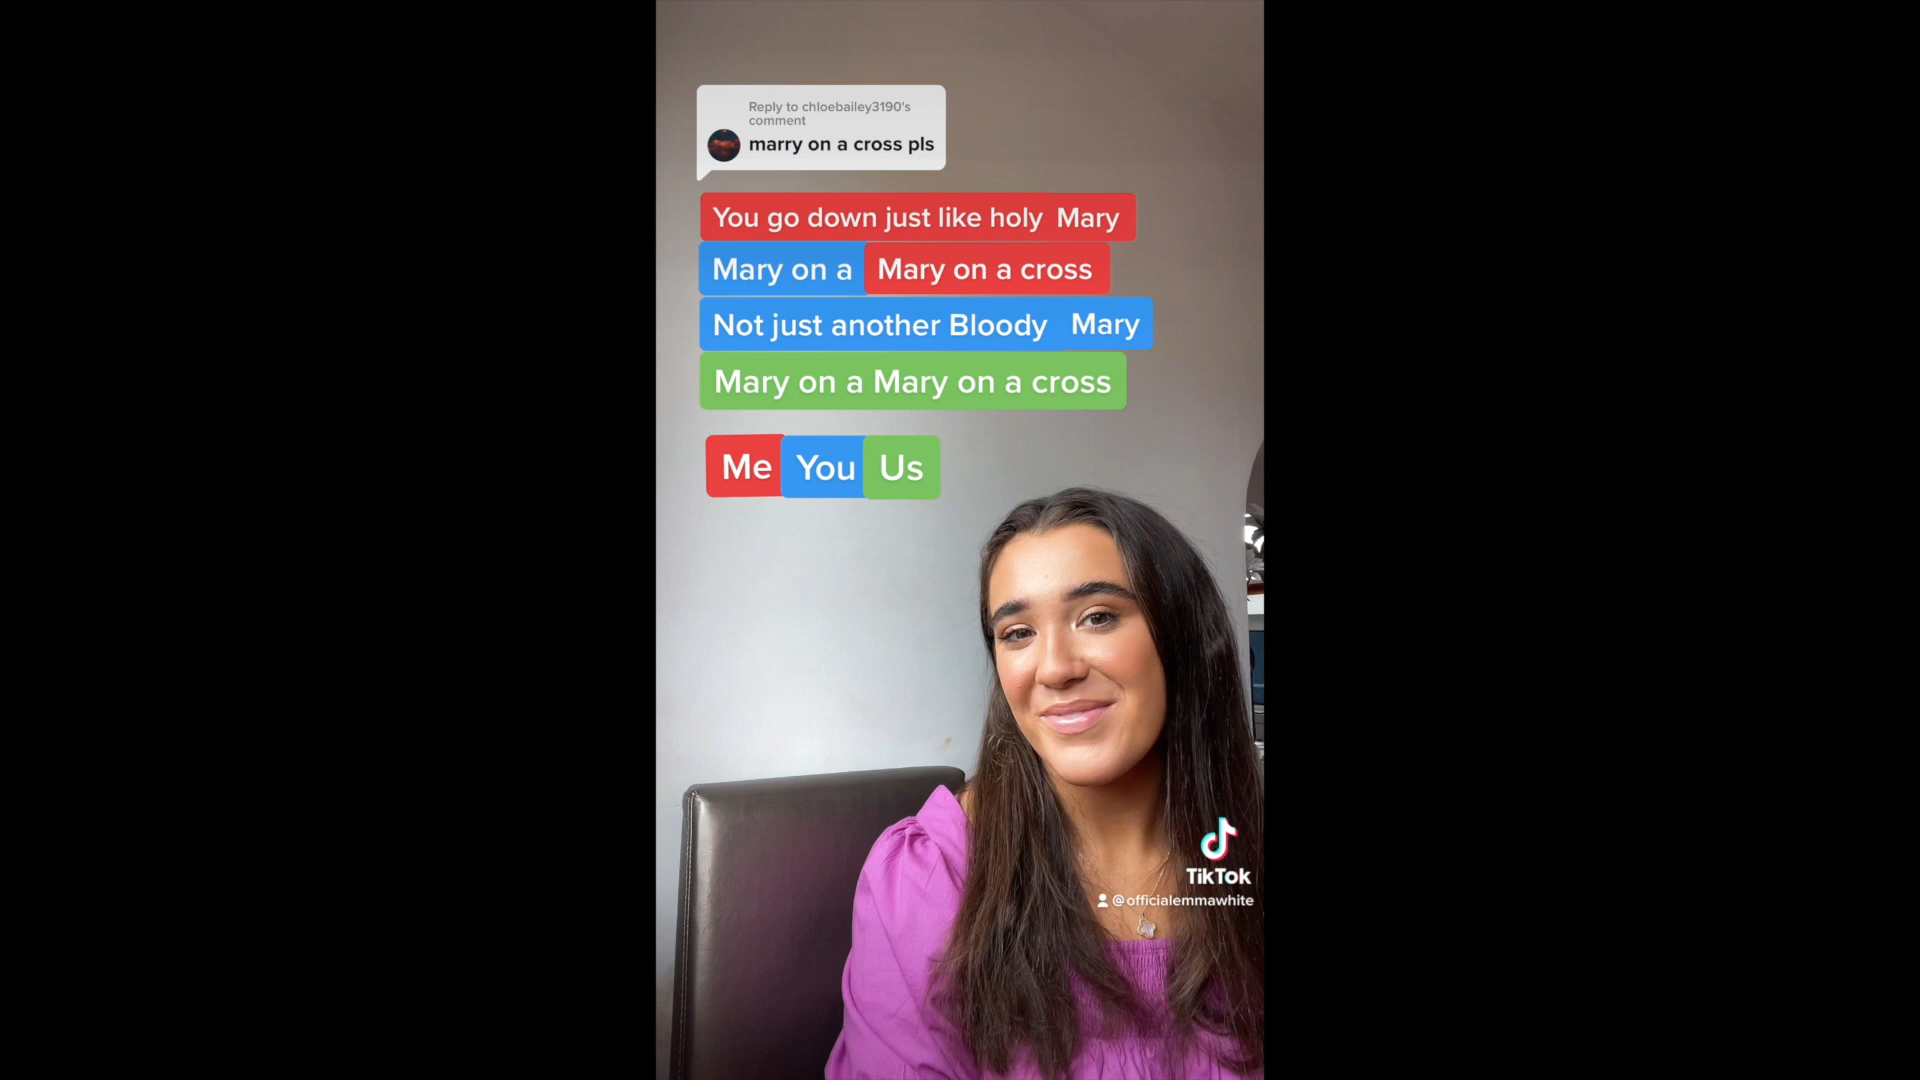 Reply to chloebailey3190's
comment
marry on a cross pls
You go down just like holy Mary
Mary on a Mary on a cross
Not just another Bloody Mary
Mary on a Mary on a cross
Me You Us
TikTok
@officialemmawhite